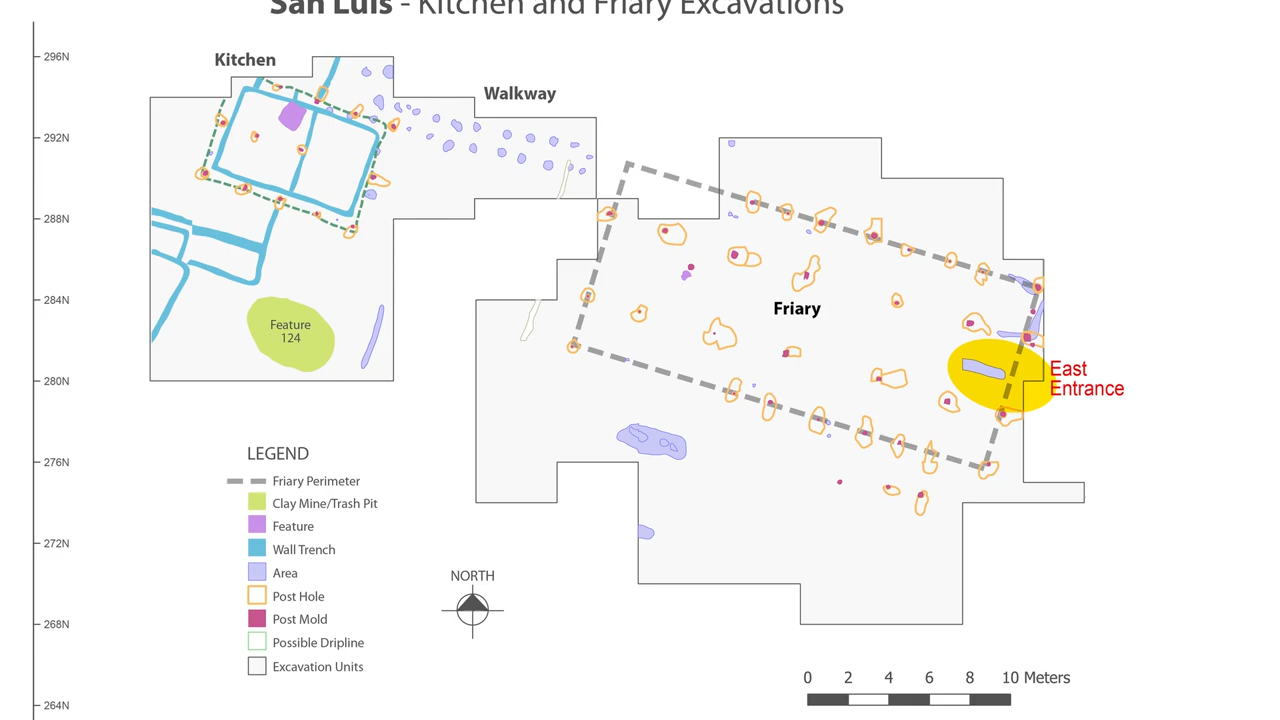 San Luis - Kitchen and Friary Excavations
296N
Kitchen
Walkway
292N
288N
284N
Friary
Feature
124
280N
East
Entrance
276N
LEGEND
Friary Perimeter
Clay Mine/Trash Pit
Feature
Wall Trench
Area
Post Hole
Post Mold
Possible Dripline
Excavation Units
272N
NORTH
268N
0 2 4 6 8 10 Meters
264N